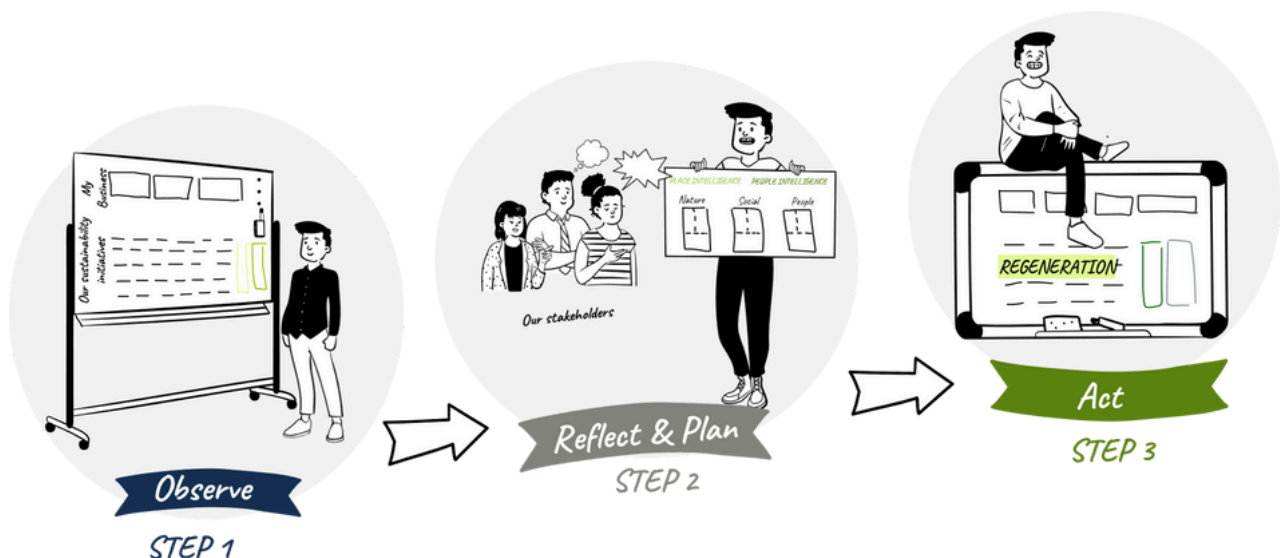 My
Business
Our sustainability
initiatives
Observe
STEP 1
PLACE INTELLIGENCE PEOPLE INTELLIGENCE
Nature Social People
Our stakeholders
Reflect & Plan
STEP 2
REGENERATION
Act
STEP 3